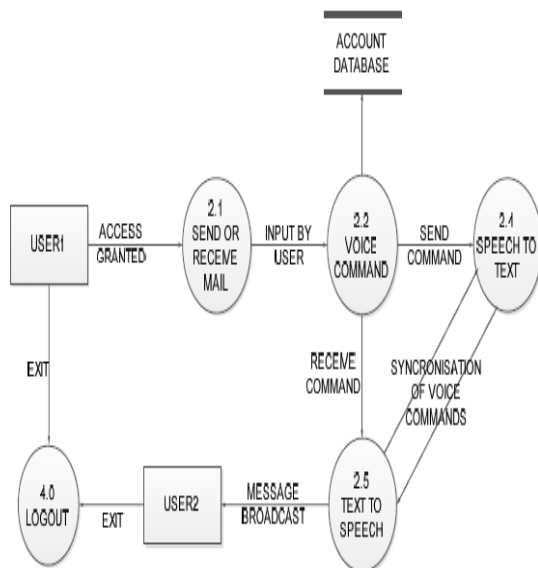 ACCOUNT
DATABASE
USER1
ACCESS
GRANTED
2.1
SEND OR
RECEIVE
MAIL
INPUT BY
USER
2.2
VOICE
COMMAND
SEND
COMMAND
2.4
SPEECH TO
TEXT
EXIT
RECEIVE
COMMAND
SYNCRONISATION
OF VOICE
COMMANDS
4.0
LOGOUT
EXIT
USER2
MESSAGE
BROADCAST
2.5
TEXT TO
SPEECH